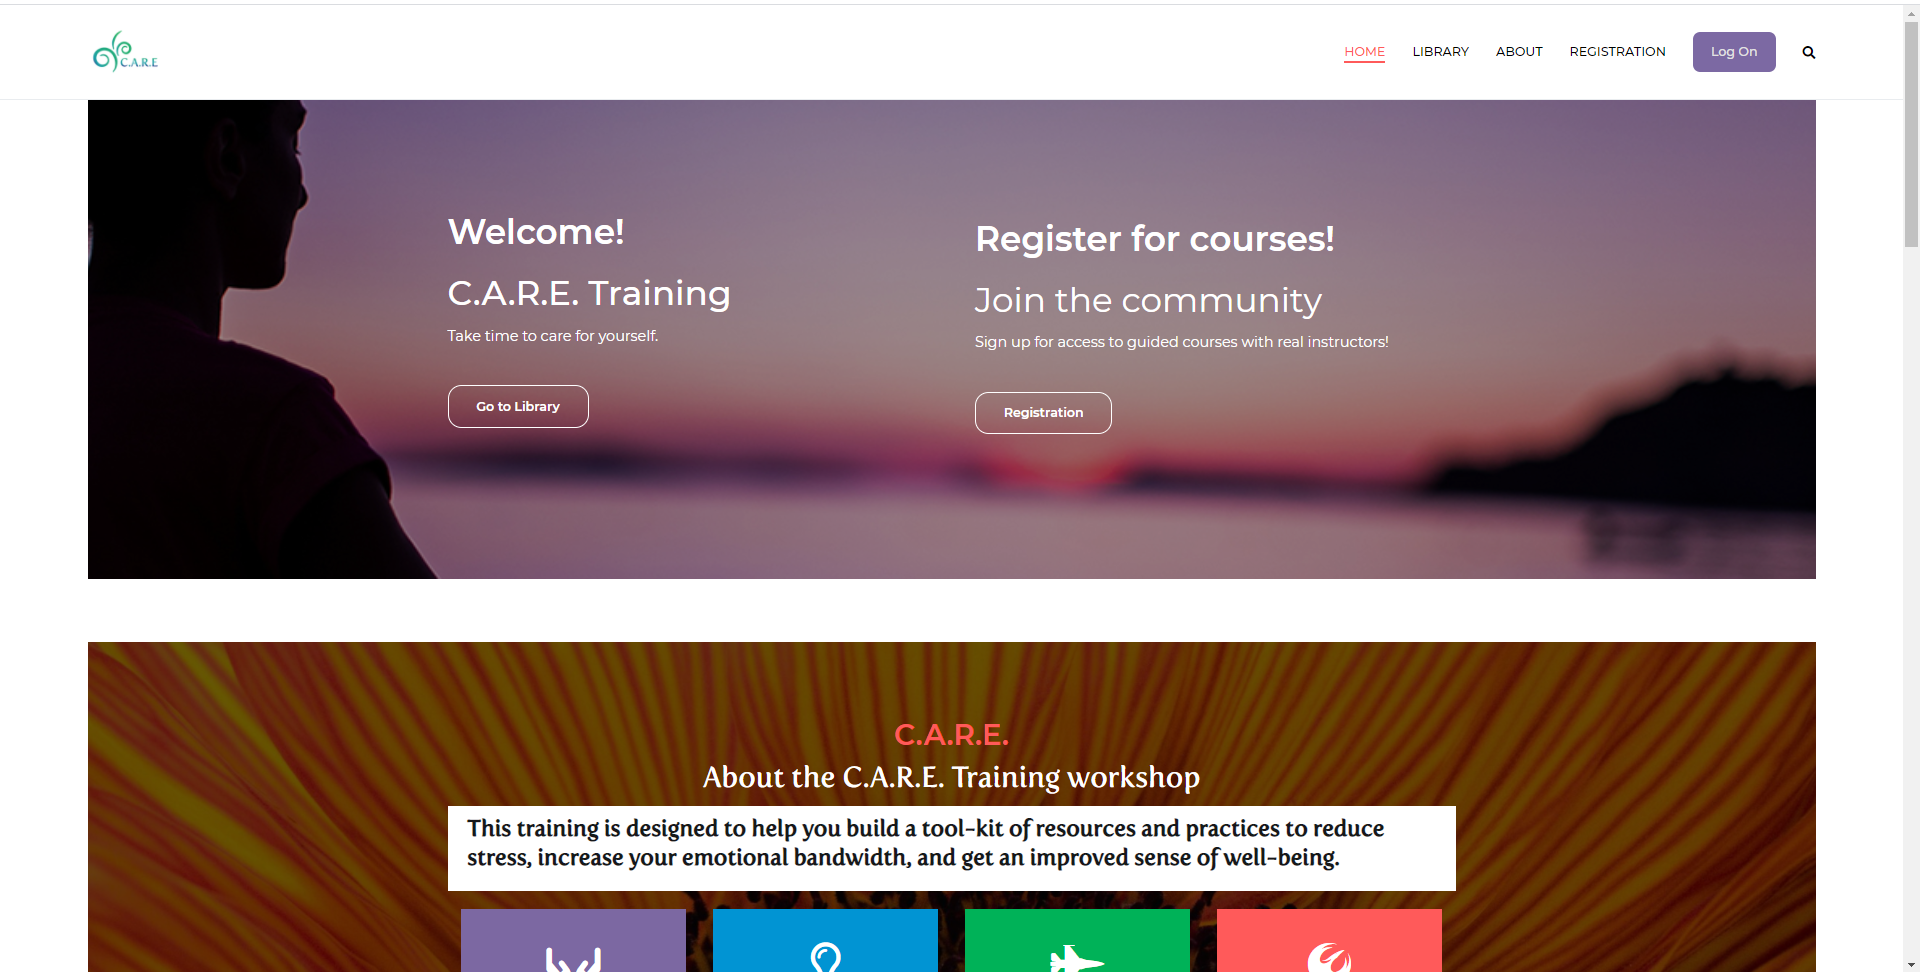 C.A.R.E
HOME
LIBRARY
ABOUT
REGISTRATION
Log On
Welcome!
C.A.R.E. Training
Take time to care for yourself.
Go to Library
Register for courses!
Join the community
Sign up for access to guided courses with real instructors!
Registration
C.A.R.E.
About the C.A.R.E. Training workshop
This training is designed to help you build a tool-kit of resources and practices to reduce
stress, increase your emotional bandwidth, and get an improved sense of well-being.